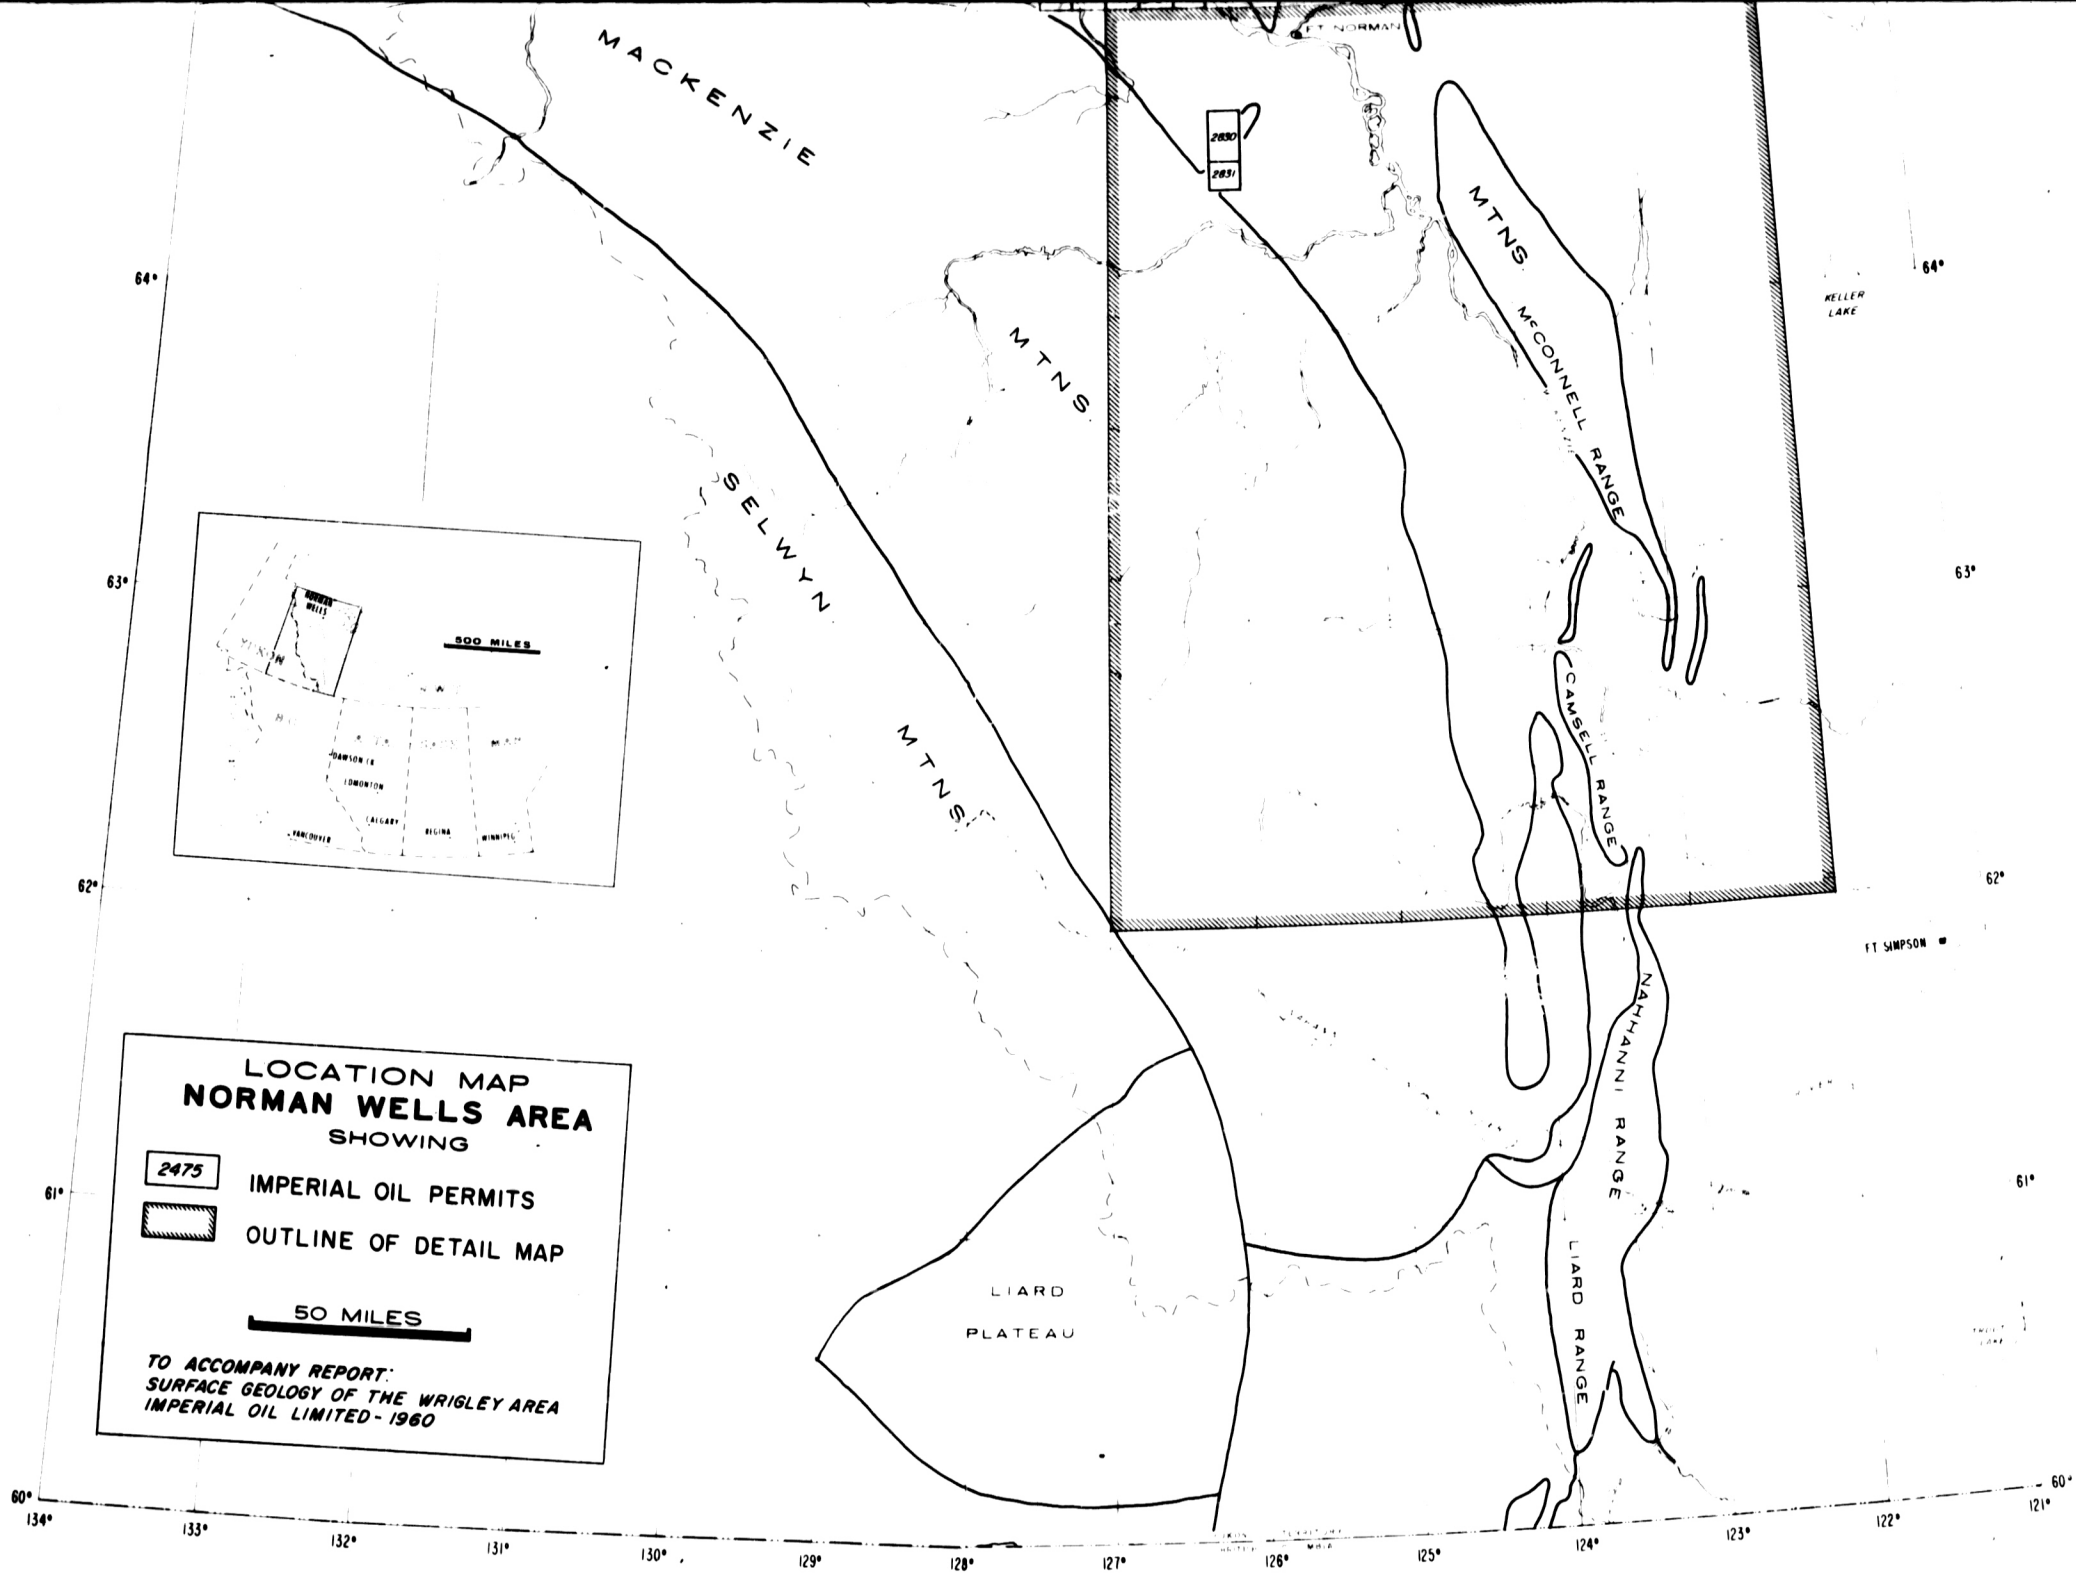 MACKENZIE
MTNS.
FT NORMAN
2830
2831
MTNS.
McCONNELL RANGE
64°
64°
KELLER
LAKE
SELWYN
MTNS.
63°
63°
CAMSELL RANGE
NORMAN
WELLS
500 MILES
YUKON
DAWSON CR
EDMONTON
CALGARY
REGINA
WINNIPEG
VANCOUVER
62°
62°
FT SIMPSON
NAHHANNI RANGE
LOCATION MAP
NORMAN WELLS AREA
SHOWING
2475
IMPERIAL OIL PERMITS
OUTLINE OF DETAIL MAP
50 MILES
TO ACCOMPANY REPORT:
SURFACE GEOLOGY OF THE WRIGLEY AREA
IMPERIAL OIL LIMITED - 1960
61°
61°
LIARD
PLATEAU
LIARD RANGE
60°
60°
134°
133°
132°
131°
130°
129°
128°
127°
126°
125°
124°
123°
122°
121°